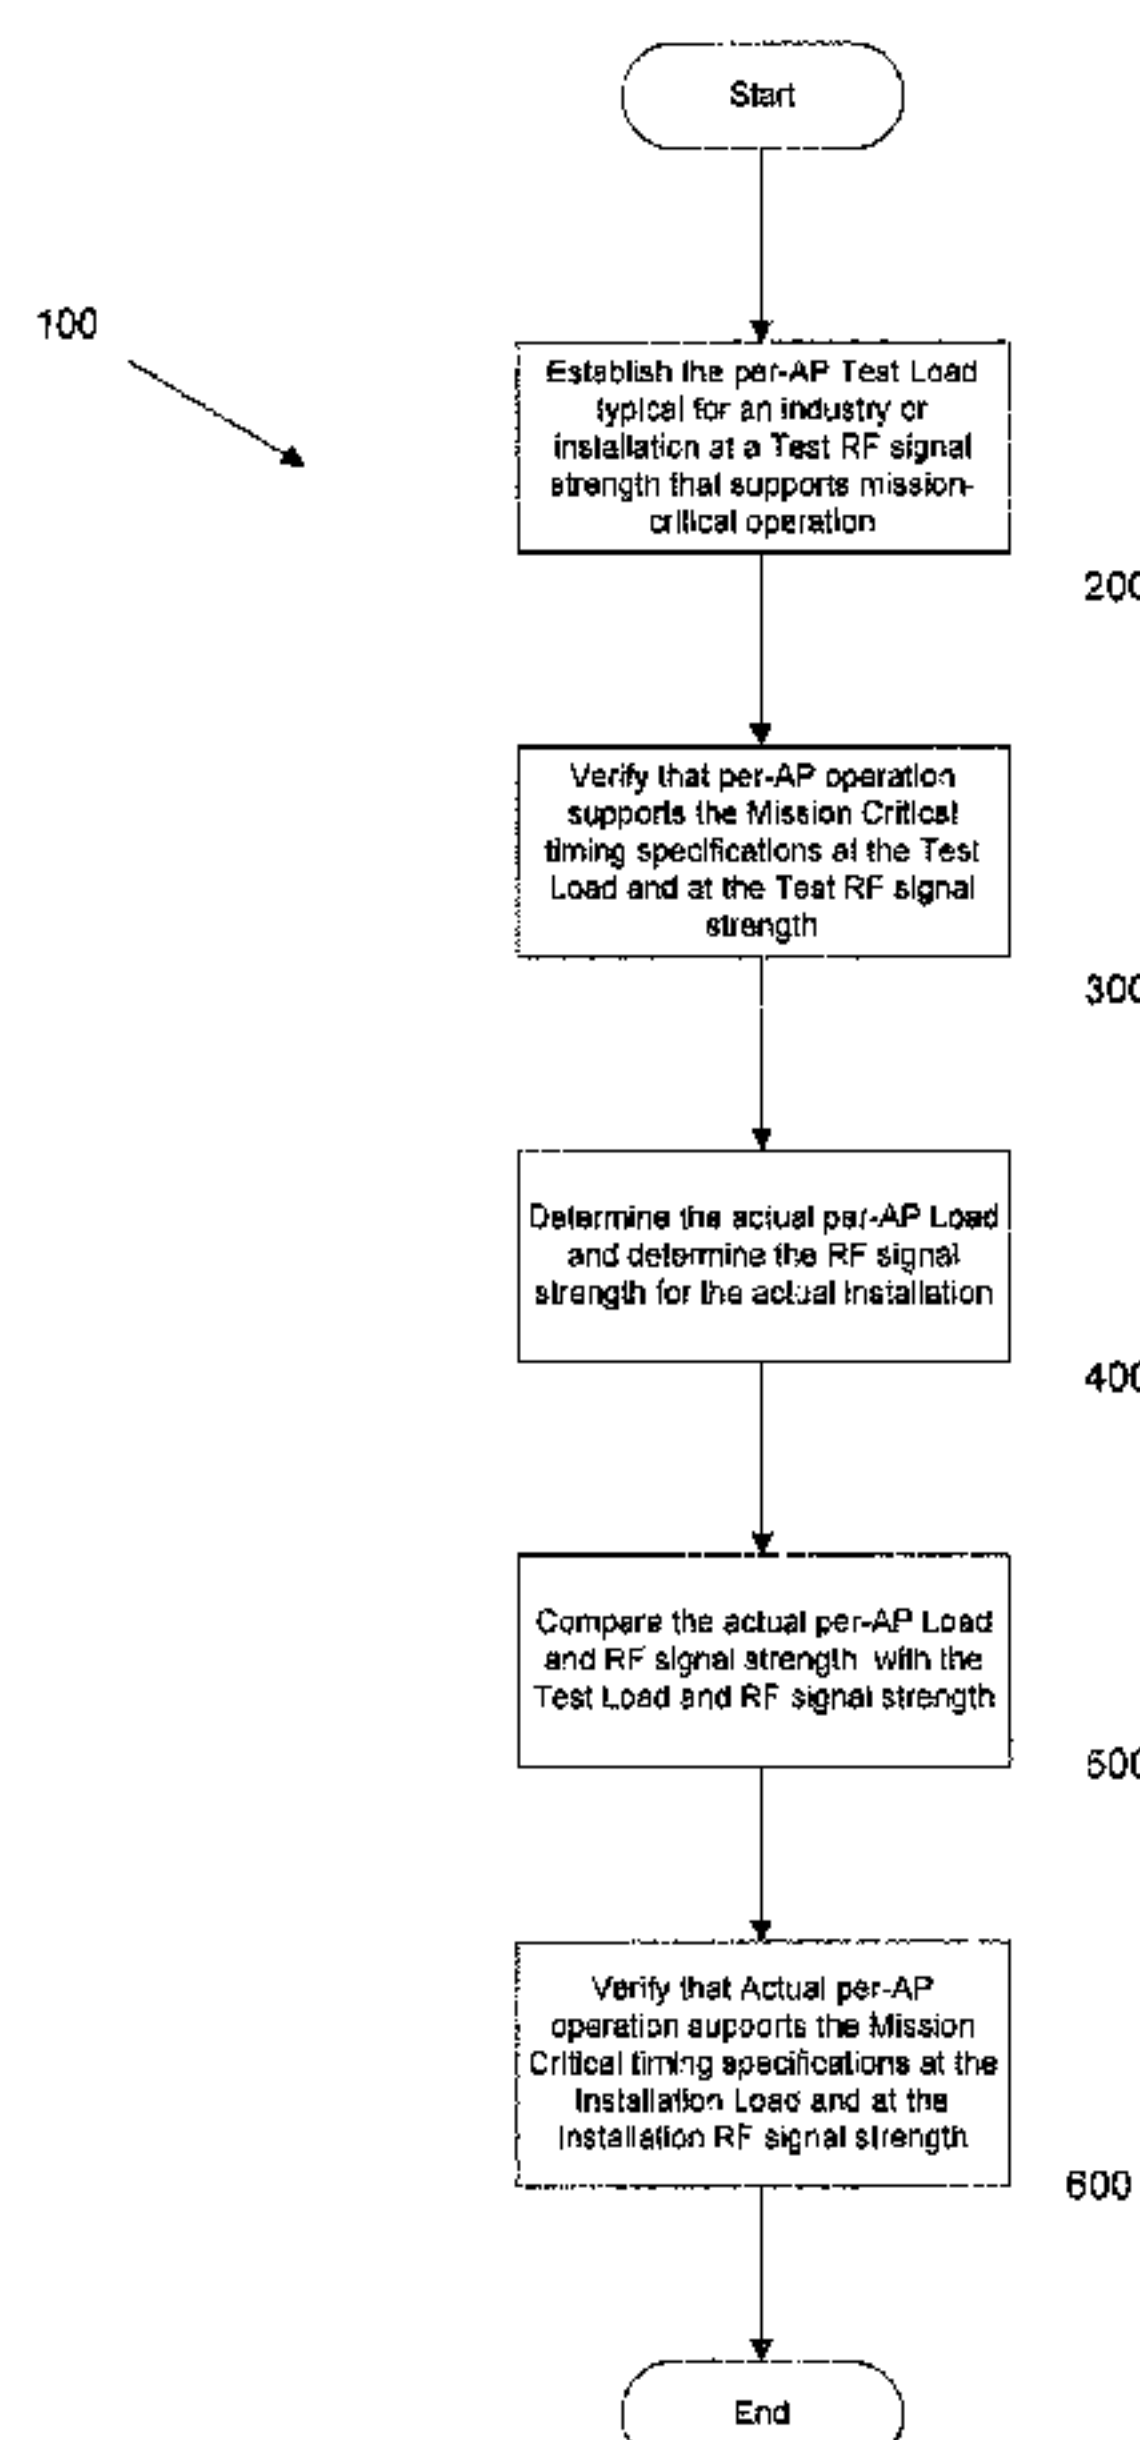 Start
100
Establish the per-AP Test Load
typical for an industry or
installation at a Test RF signal
strength that supports mission-
critical operation
200
Verify that per-AP operation
supports the Mission Critical
timing specifications at the Test
Load and at the Test RF signal
strength
300
Determine the actual per-AP Load
and determine the RF signal
strength for the actual Installation
400
Compare the actual per-AP Load
and RF signal strength with the
Test Load and RF signal strength
500
Verify that Actual per-AP
operation supports the Mission
Critical timing specifications at the
Installation Load and at the
Installation RF signal strength
600
End